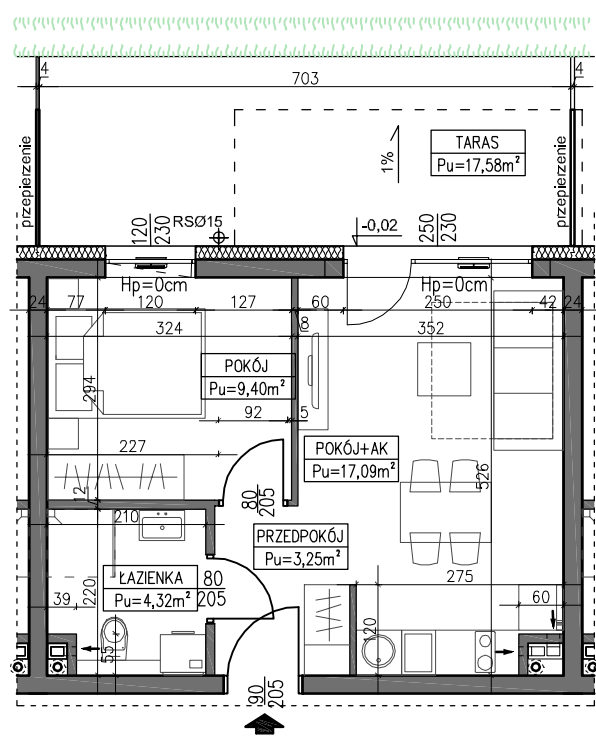 4
703
4
TARAS
Pu=17,58m²
1%
przepierzenie
przepierzenie
120
230
RSØ15
-0,02
250
230
Hp=0cm
Hp=0cm
24
77
120
127
60
250
42
24
324
8
352
POKÓJ
Pu=9,40m²
294
92
5
227
POKÓJ+AK
Pu=17,09m²
526
12
80
205
210
PRZEDPOKÓJ
Pu=3,25m²
ŁAZIENKA
Pu=4,32m²
80
205
220
275
39
60
120
55
90
205